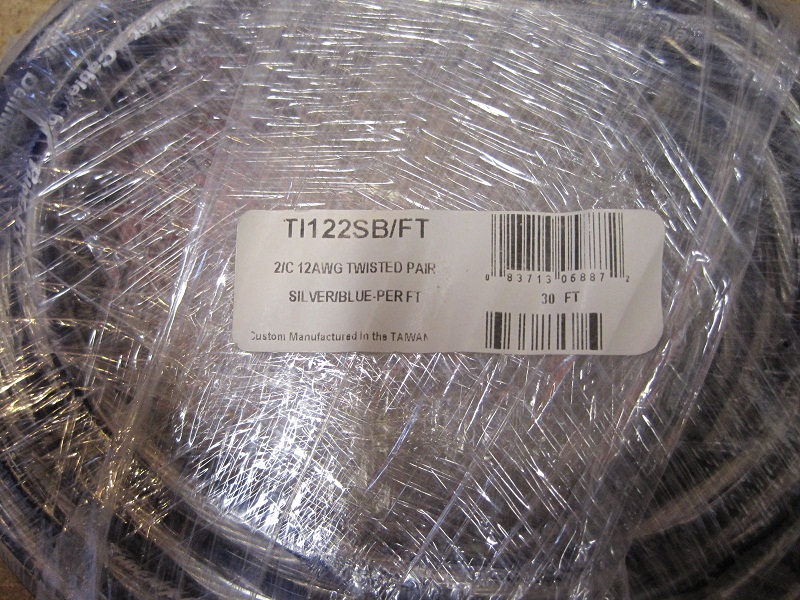 TI122SB/FT
2/C 12AWG TWISTED PAIR
SILVER/BLUE-PER FT
Custom Manufactured in the TAIWAN
0 83713 05887 2
30 FT